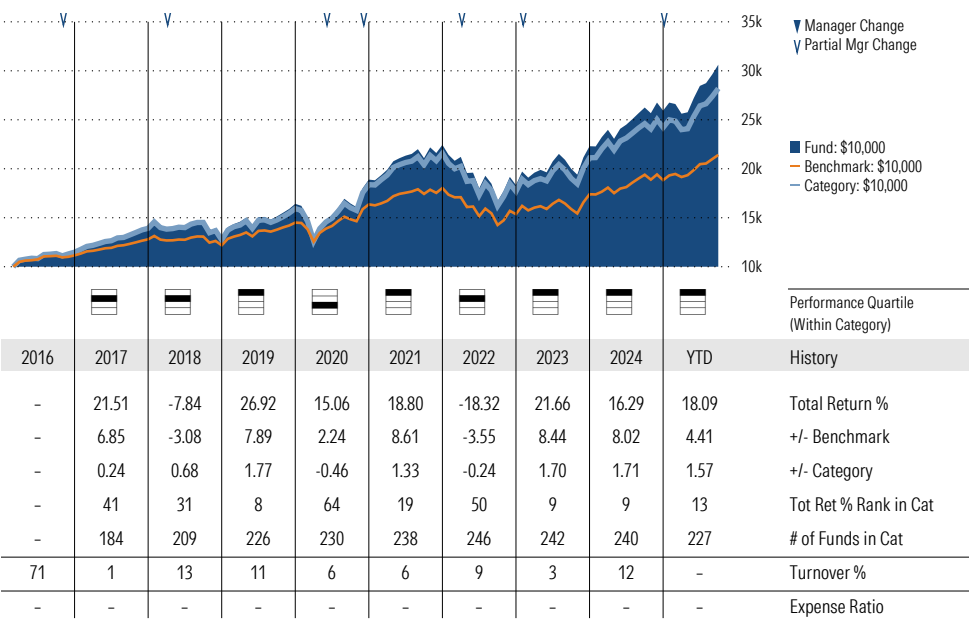 35k
Manager Change
Partial Mgr Change
30k
25k
Fund: $10,000
Benchmark: $10,000
20k
Category: $10,000
15k
10k
Performance Quartile
(Within Category)
2016 2017 2018 2019 2020 2021 2022 2023 2024 YTD History
– 21.51 -7.84 26.92 15.06 18.80 -18.32 21.66 16.29 18.09 Total Return %
– 6.85 -3.08 7.89 2.24 8.61 -3.55 8.44 8.02 4.41 +/- Benchmark
– 0.24 0.68 1.77 -0.46 1.33 -0.24 1.70 1.71 1.57 +/- Category
– 41 31 8 64 19 50 9 9 13 Tot Ret % Rank in Cat
– 184 209 226 230 238 246 242 240 227 # of Funds in Cat
71 1 13 11 6 6 9 3 12 – Turnover %
– – – – – – – – – – Expense Ratio